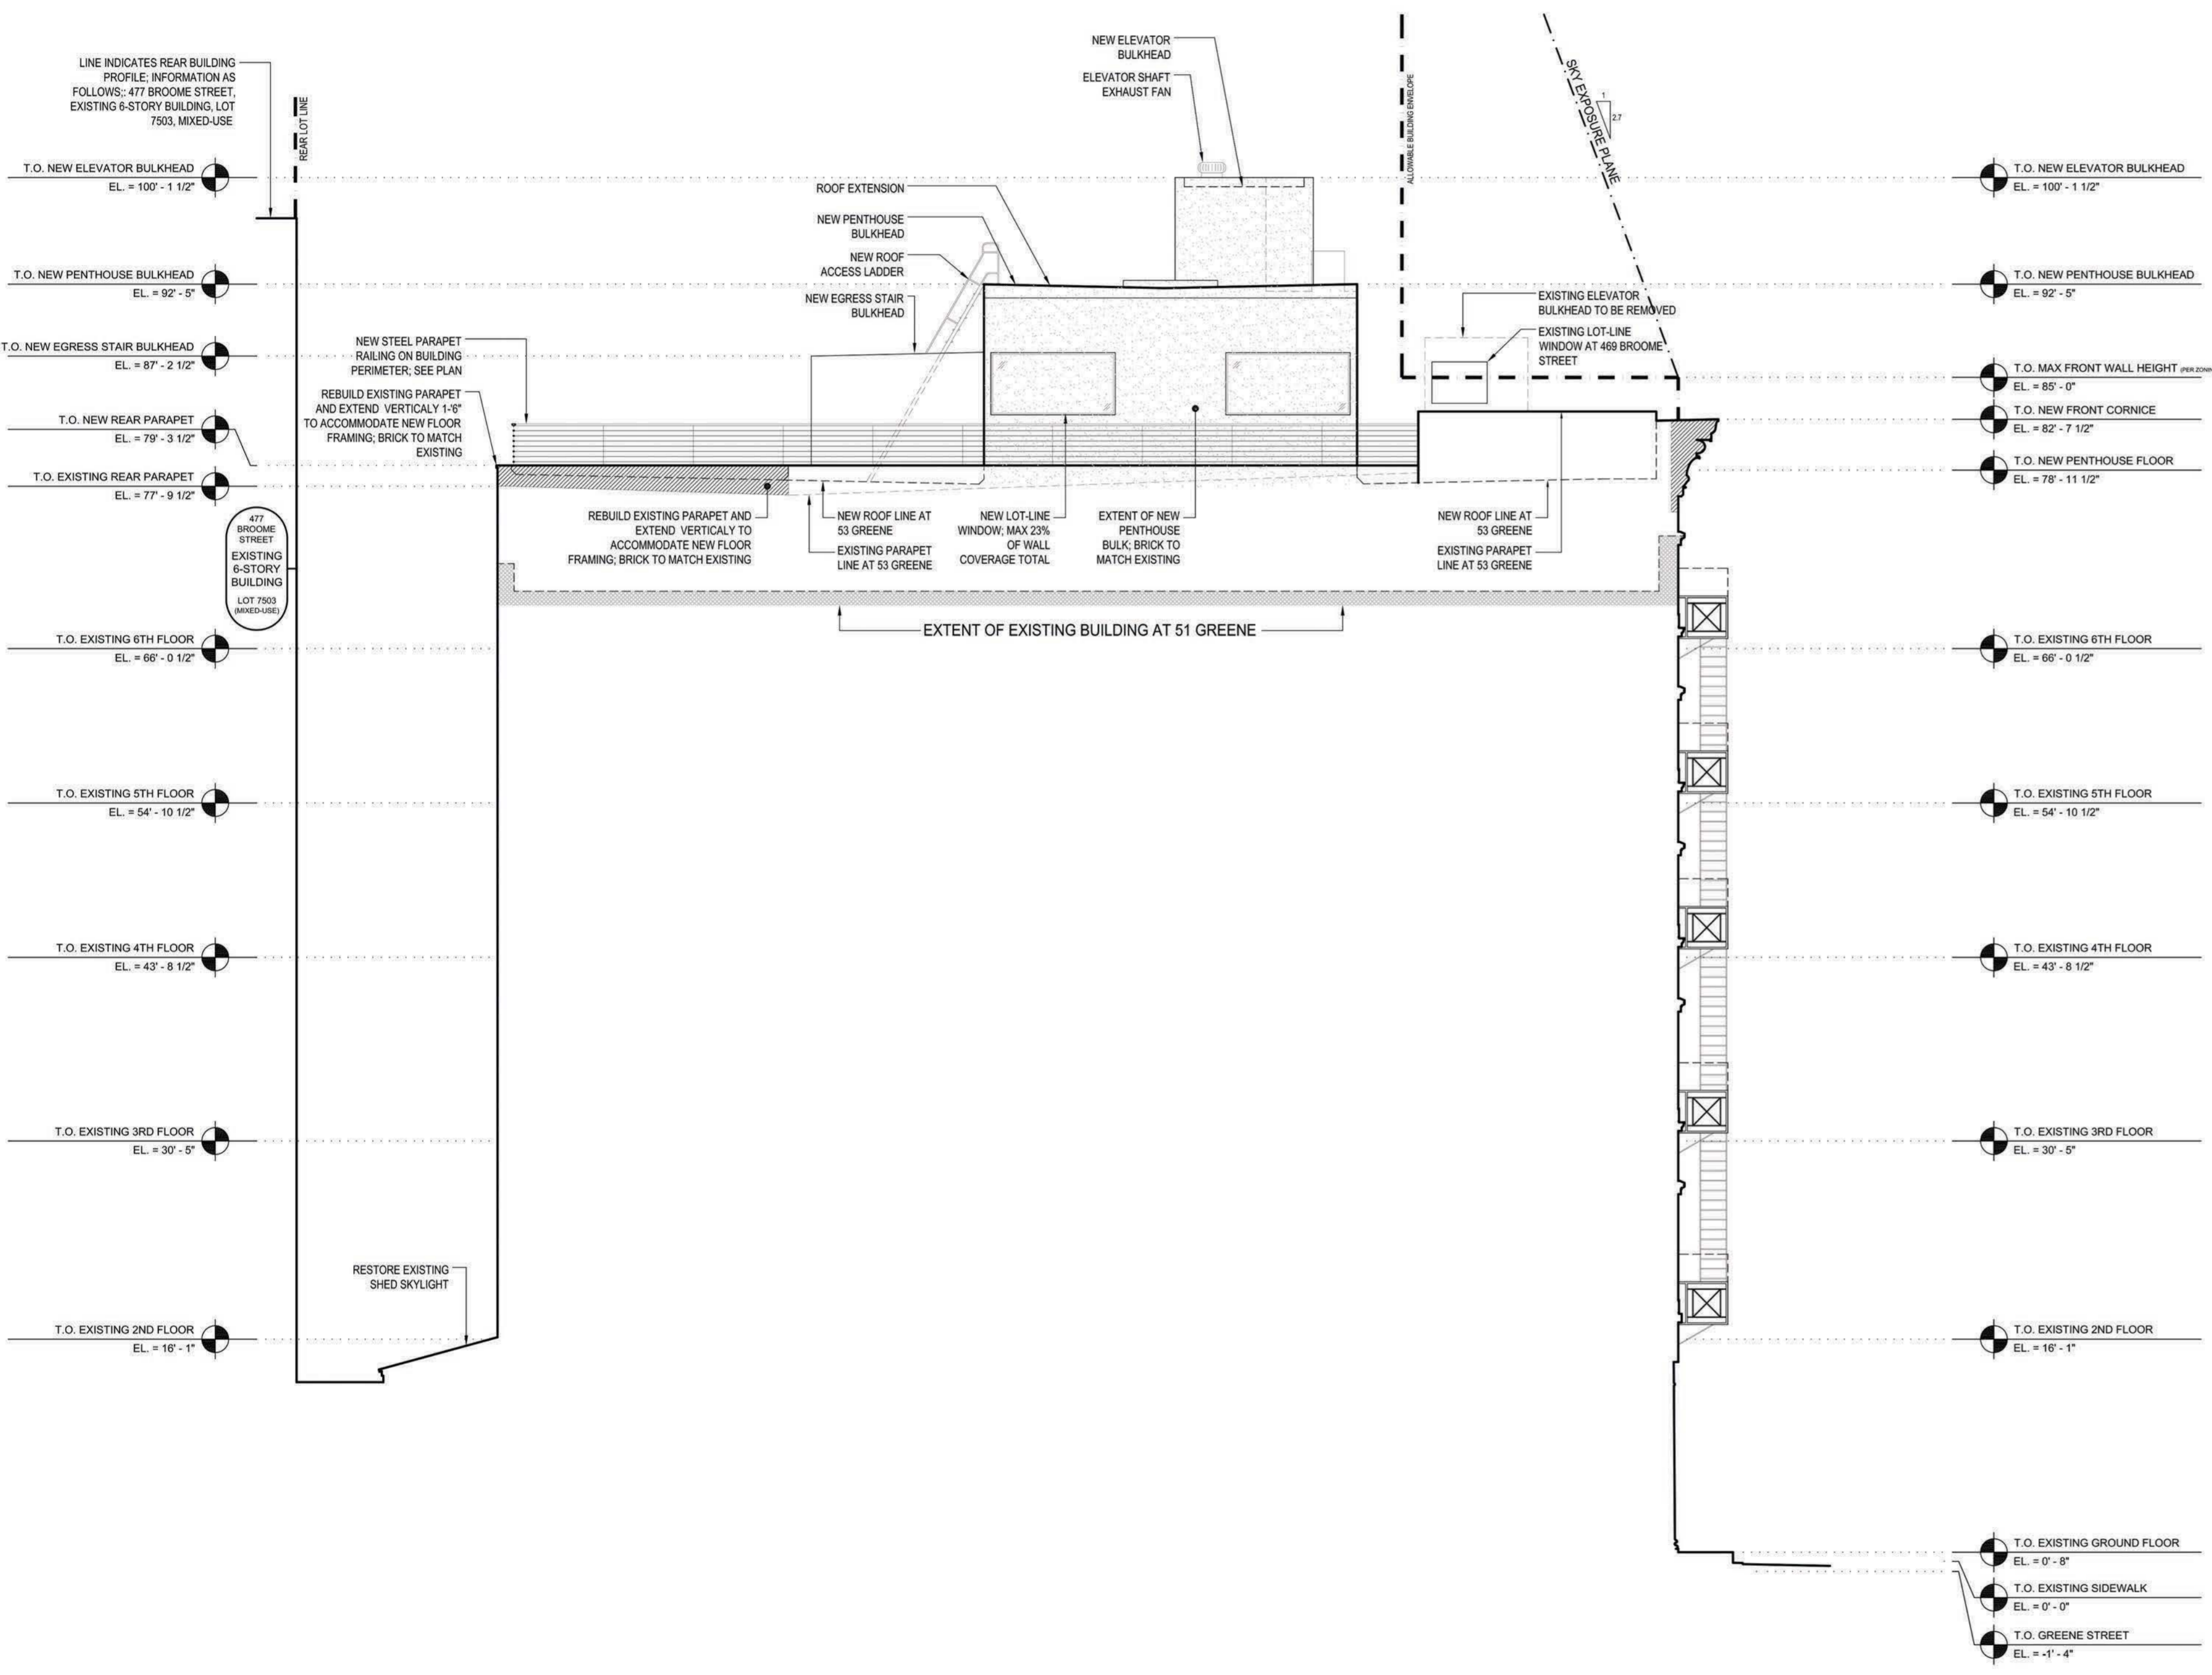 LINE INDICATES REAR BUILDING
PROFILE; INFORMATION AS
FOLLOWS;: 477 BROOME STREET,
EXISTING 6-STORY BUILDING, LOT
7503, MIXED-USE
REAR LOT LINE
T.O. NEW ELEVATOR BULKHEAD
EL. = 100' - 1 1/2"
T.O. NEW PENTHOUSE BULKHEAD
EL. = 92' - 5"
T.O. NEW EGRESS STAIR BULKHEAD
EL. = 87' - 2 1/2"
T.O. NEW REAR PARAPET
EL. = 79' - 3 1/2"
T.O. EXISTING REAR PARAPET
EL. = 77' - 9 1/2"
477
BROOME
STREET
EXISTING
6-STORY
BUILDING
LOT 7503
(MIXED-USE)
T.O. EXISTING 6TH FLOOR
EL. = 66' - 0 1/2"
T.O. EXISTING 5TH FLOOR
EL. = 54' - 10 1/2"
T.O. EXISTING 4TH FLOOR
EL. = 43' - 8 1/2"
T.O. EXISTING 3RD FLOOR
EL. = 30' - 5"
T.O. EXISTING 2ND FLOOR
EL. = 16' - 1"
NEW STEEL PARAPET
RAILING ON BUILDING
PERIMETER; SEE PLAN
REBUILD EXISTING PARAPET
AND EXTEND VERTICALY 1-'6"
TO ACCOMMODATE NEW FLOOR
FRAMING; BRICK TO MATCH
EXISTING
RESTORE EXISTING
SHED SKYLIGHT
NEW ELEVATOR
BULKHEAD
ELEVATOR SHAFT
EXHAUST FAN
ROOF EXTENSION
NEW PENTHOUSE
BULKHEAD
NEW ROOF
ACCESS LADDER
NEW EGRESS STAIR
BULKHEAD
REBUILD EXISTING PARAPET AND
EXTEND VERTICALY TO
ACCOMMODATE NEW FLOOR
FRAMING; BRICK TO MATCH EXISTING
NEW ROOF LINE AT
53 GREENE
EXISTING PARAPET
LINE AT 53 GREENE
NEW LOT-LINE
WINDOW; MAX 23%
OF WALL
COVERAGE TOTAL
EXTENT OF NEW
PENTHOUSE
BULK; BRICK TO
MATCH EXISTING
NEW ROOF LINE AT
53 GREENE
EXISTING PARAPET
LINE AT 53 GREENE
EXTENT OF EXISTING BUILDING AT 51 GREENE
ALLOWABLE BUILDING ENVELOPE
SKY EXPOSURE PLANE
1
2.7
EXISTING ELEVATOR
BULKHEAD TO BE REMOVED
EXISTING LOT-LINE
WINDOW AT 469 BROOME
STREET
T.O. NEW ELEVATOR BULKHEAD
EL. = 100' - 1 1/2"
T.O. NEW PENTHOUSE BULKHEAD
EL. = 92' - 5"
T.O. MAX FRONT WALL HEIGHT (PER
EL. = 85' - 0"
T.O. NEW FRONT CORNICE
EL. = 82' - 7 1/2"
T.O. NEW PENTHOUSE FLOOR
EL. = 78' - 11 1/2"
T.O. EXISTING 6TH FLOOR
EL. = 66' - 0 1/2"
T.O. EXISTING 5TH FLOOR
EL. = 54' - 10 1/2"
T.O. EXISTING 4TH FLOOR
EL. = 43' - 8 1/2"
T.O. EXISTING 3RD FLOOR
EL. = 30' - 5"
T.O. EXISTING 2ND FLOOR
EL. = 16' - 1"
T.O. EXISTING GROUND FLOOR
EL. = 0' - 8"
T.O. EXISTING SIDEWALK
EL. = 0' - 0"
T.O. GREENE STREET
EL. = -1' - 4"